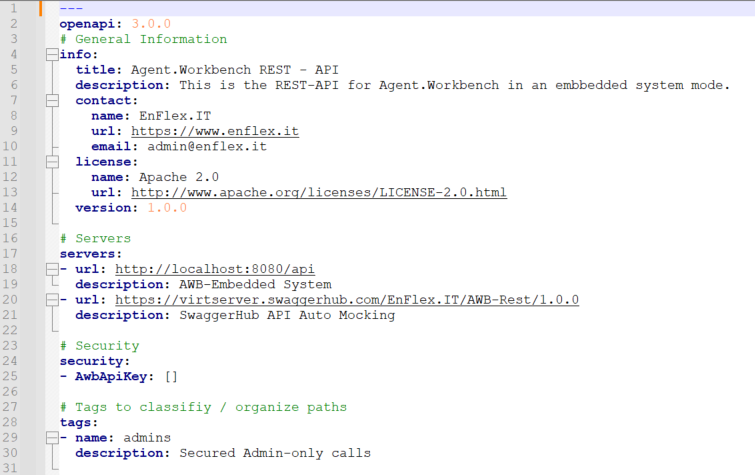 1 ---
2 openapi: 3.0.0
3 # General Information
4 info:
5   title: Agent.Workbench REST - API
6   description: This is the REST-API for Agent.Workbench in an embbedded system mode.
7   contact:
8     name: EnFlex.IT
9     url: https://www.enflex.it
10     email: admin@enflex.it
11   license:
12     name: Apache 2.0
13     url: http://www.apache.org/licenses/LICENSE-2.0.html
14   version: 1.0.0
15
16 # Servers
17 servers:
18 - url: http://localhost:8080/api
19   description: AWB-Embedded System
20 - url: https://virtserver.swaggerhub.com/EnFlex.IT/AWB-Rest/1.0.0
21   description: SwaggerHub API Auto Mocking
22
23 # Security
24 security:
25 - AwbApiKey: []
26
27 # Tags to classifiy / organize paths
28 tags:
29 - name: admins
30   description: Secured Admin-only calls
31